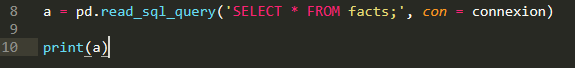 8 a = pd.read_sql_query('SELECT * FROM facts;', con = connexion)
9
10 print(a)